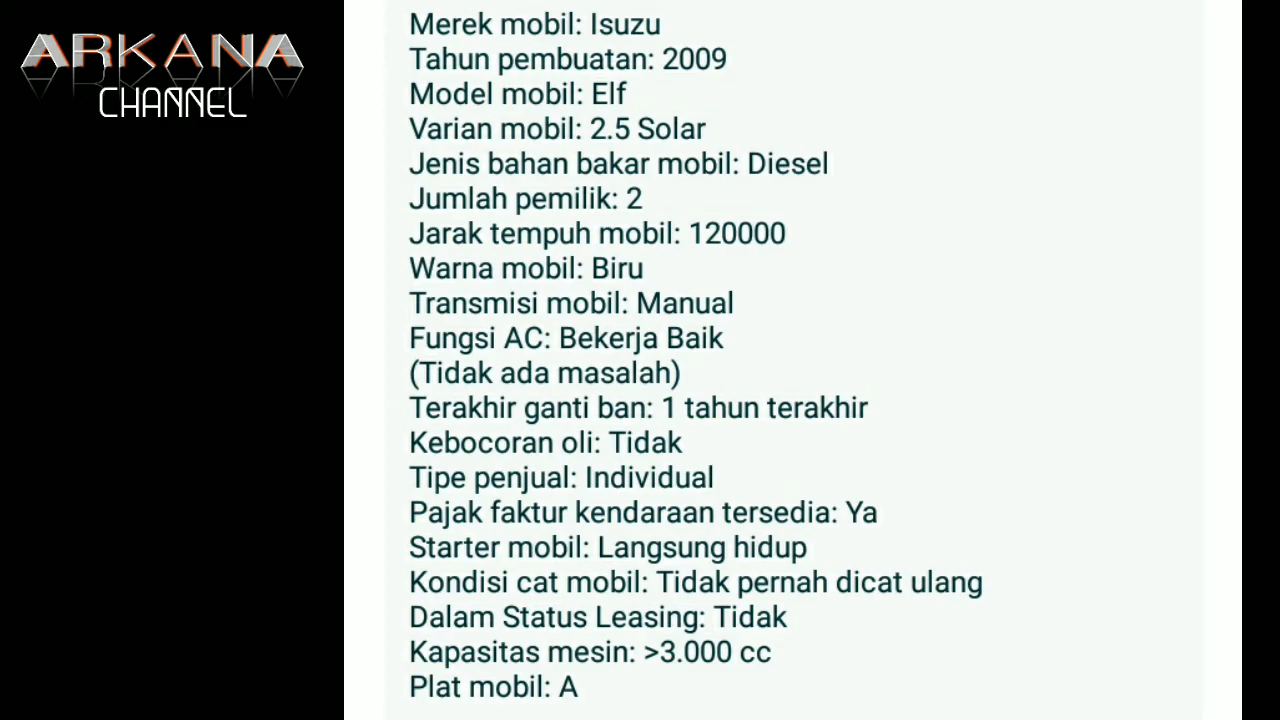 ARKANA
CHANNEL
Merek mobil: Isuzu
Tahun pembuatan: 2009
Model mobil: Elf
Varian mobil: 2.5 Solar
Jenis bahan bakar mobil: Diesel
Jumlah pemilik: 2
Jarak tempuh mobil: 120000
Warna mobil: Biru
Transmisi mobil: Manual
Fungsi AC: Bekerja Baik
(Tidak ada masalah)
Terakhir ganti ban: 1 tahun terakhir
Kebocoran oli: Tidak
Tipe penjual: Individual
Pajak faktur kendaraan tersedia: Ya
Starter mobil: Langsung hidup
Kondisi cat mobil: Tidak pernah dicat ulang
Dalam Status Leasing: Tidak
Kapasitas mesin: >3.000 cc
Plat mobil: A